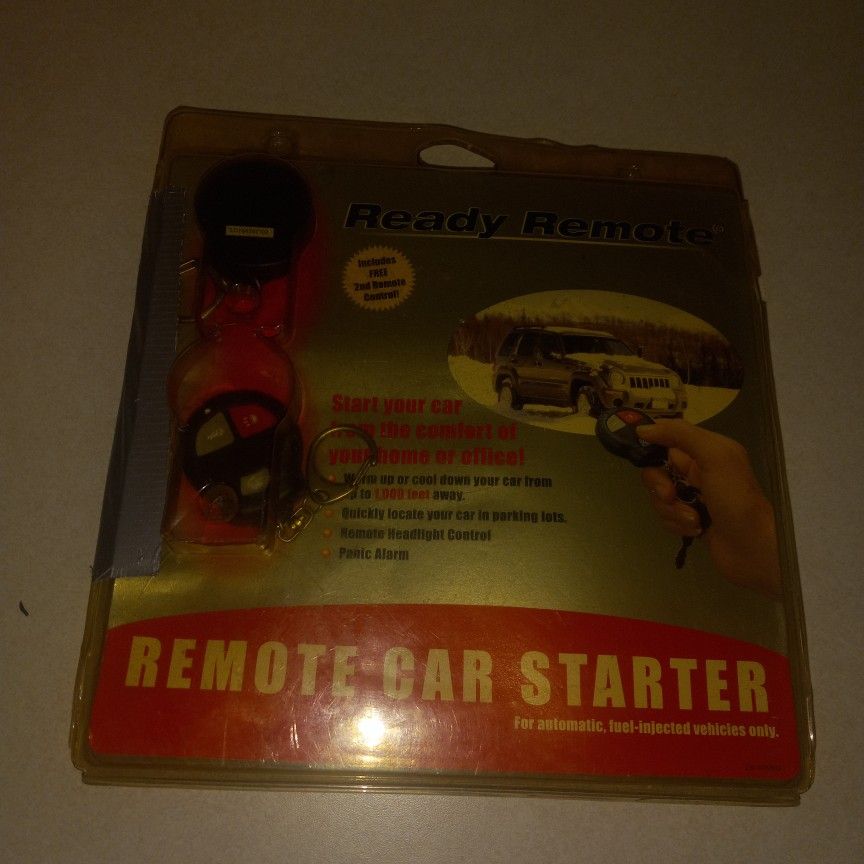 Ready Remote®
Includes
FREE
2nd Remote
Control!
Start your car
from the comfort of
your home or office!
Warm up or cool down your car from
up to 1,000 feet away.
Quickly locate your car in parking lots.
Remote Headlight Control
Panic Alarm
REMOTE CAR STARTER
For automatic, fuel-injected vehicles only.